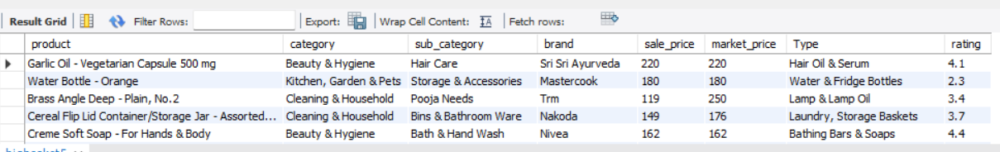 Result Grid Filter Rows: Export: Wrap Cell Content: Fetch rows:
product category sub_category brand sale_price market_price Type rating
Garlic Oil - Vegetarian Capsule 500 mg Beauty & Hygiene Hair Care Sri Sri Ayurveda 220 220 Hair Oil & Serum 4.1
Water Bottle - Orange Kitchen, Garden & Pets Storage & Accessories Mastercook 180 180 Water & Fridge Bottles 2.3
Brass Angle Deep - Plain, No.2 Cleaning & Household Pooja Needs Trm 119 250 Lamp & Lamp Oil 3.4
Cereal Flip Lid Container/Storage Jar - Assorted... Cleaning & Household Bins & Bathroom Ware Nakoda 149 176 Laundry, Storage Baskets 3.7
Creme Soft Soap - For Hands & Body Beauty & Hygiene Bath & Hand Wash Nivea 162 162 Bathing Bars & Soaps 4.4